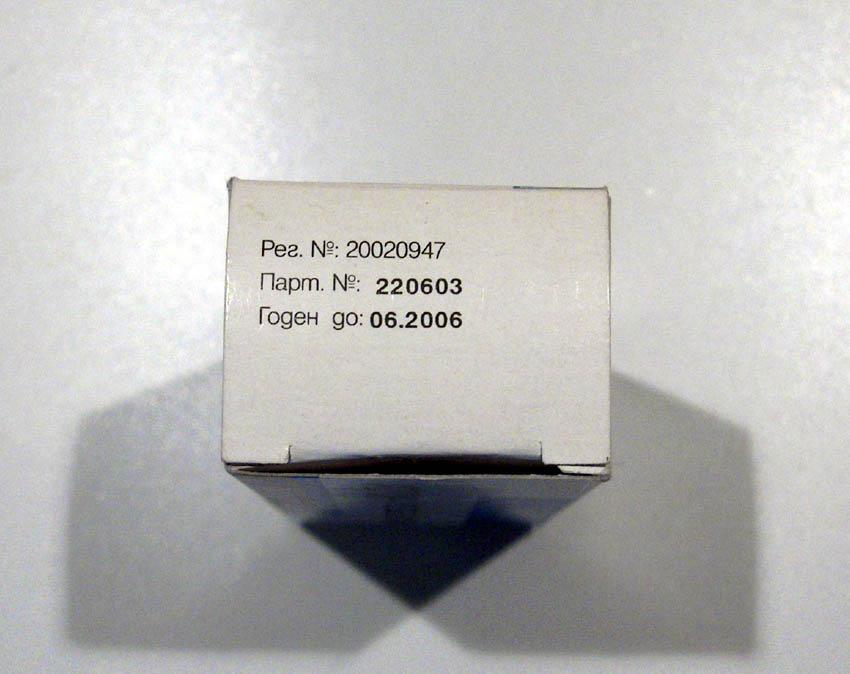 Рег. №: 20020947
Парт. №: 220603
Годен до: 06.2006